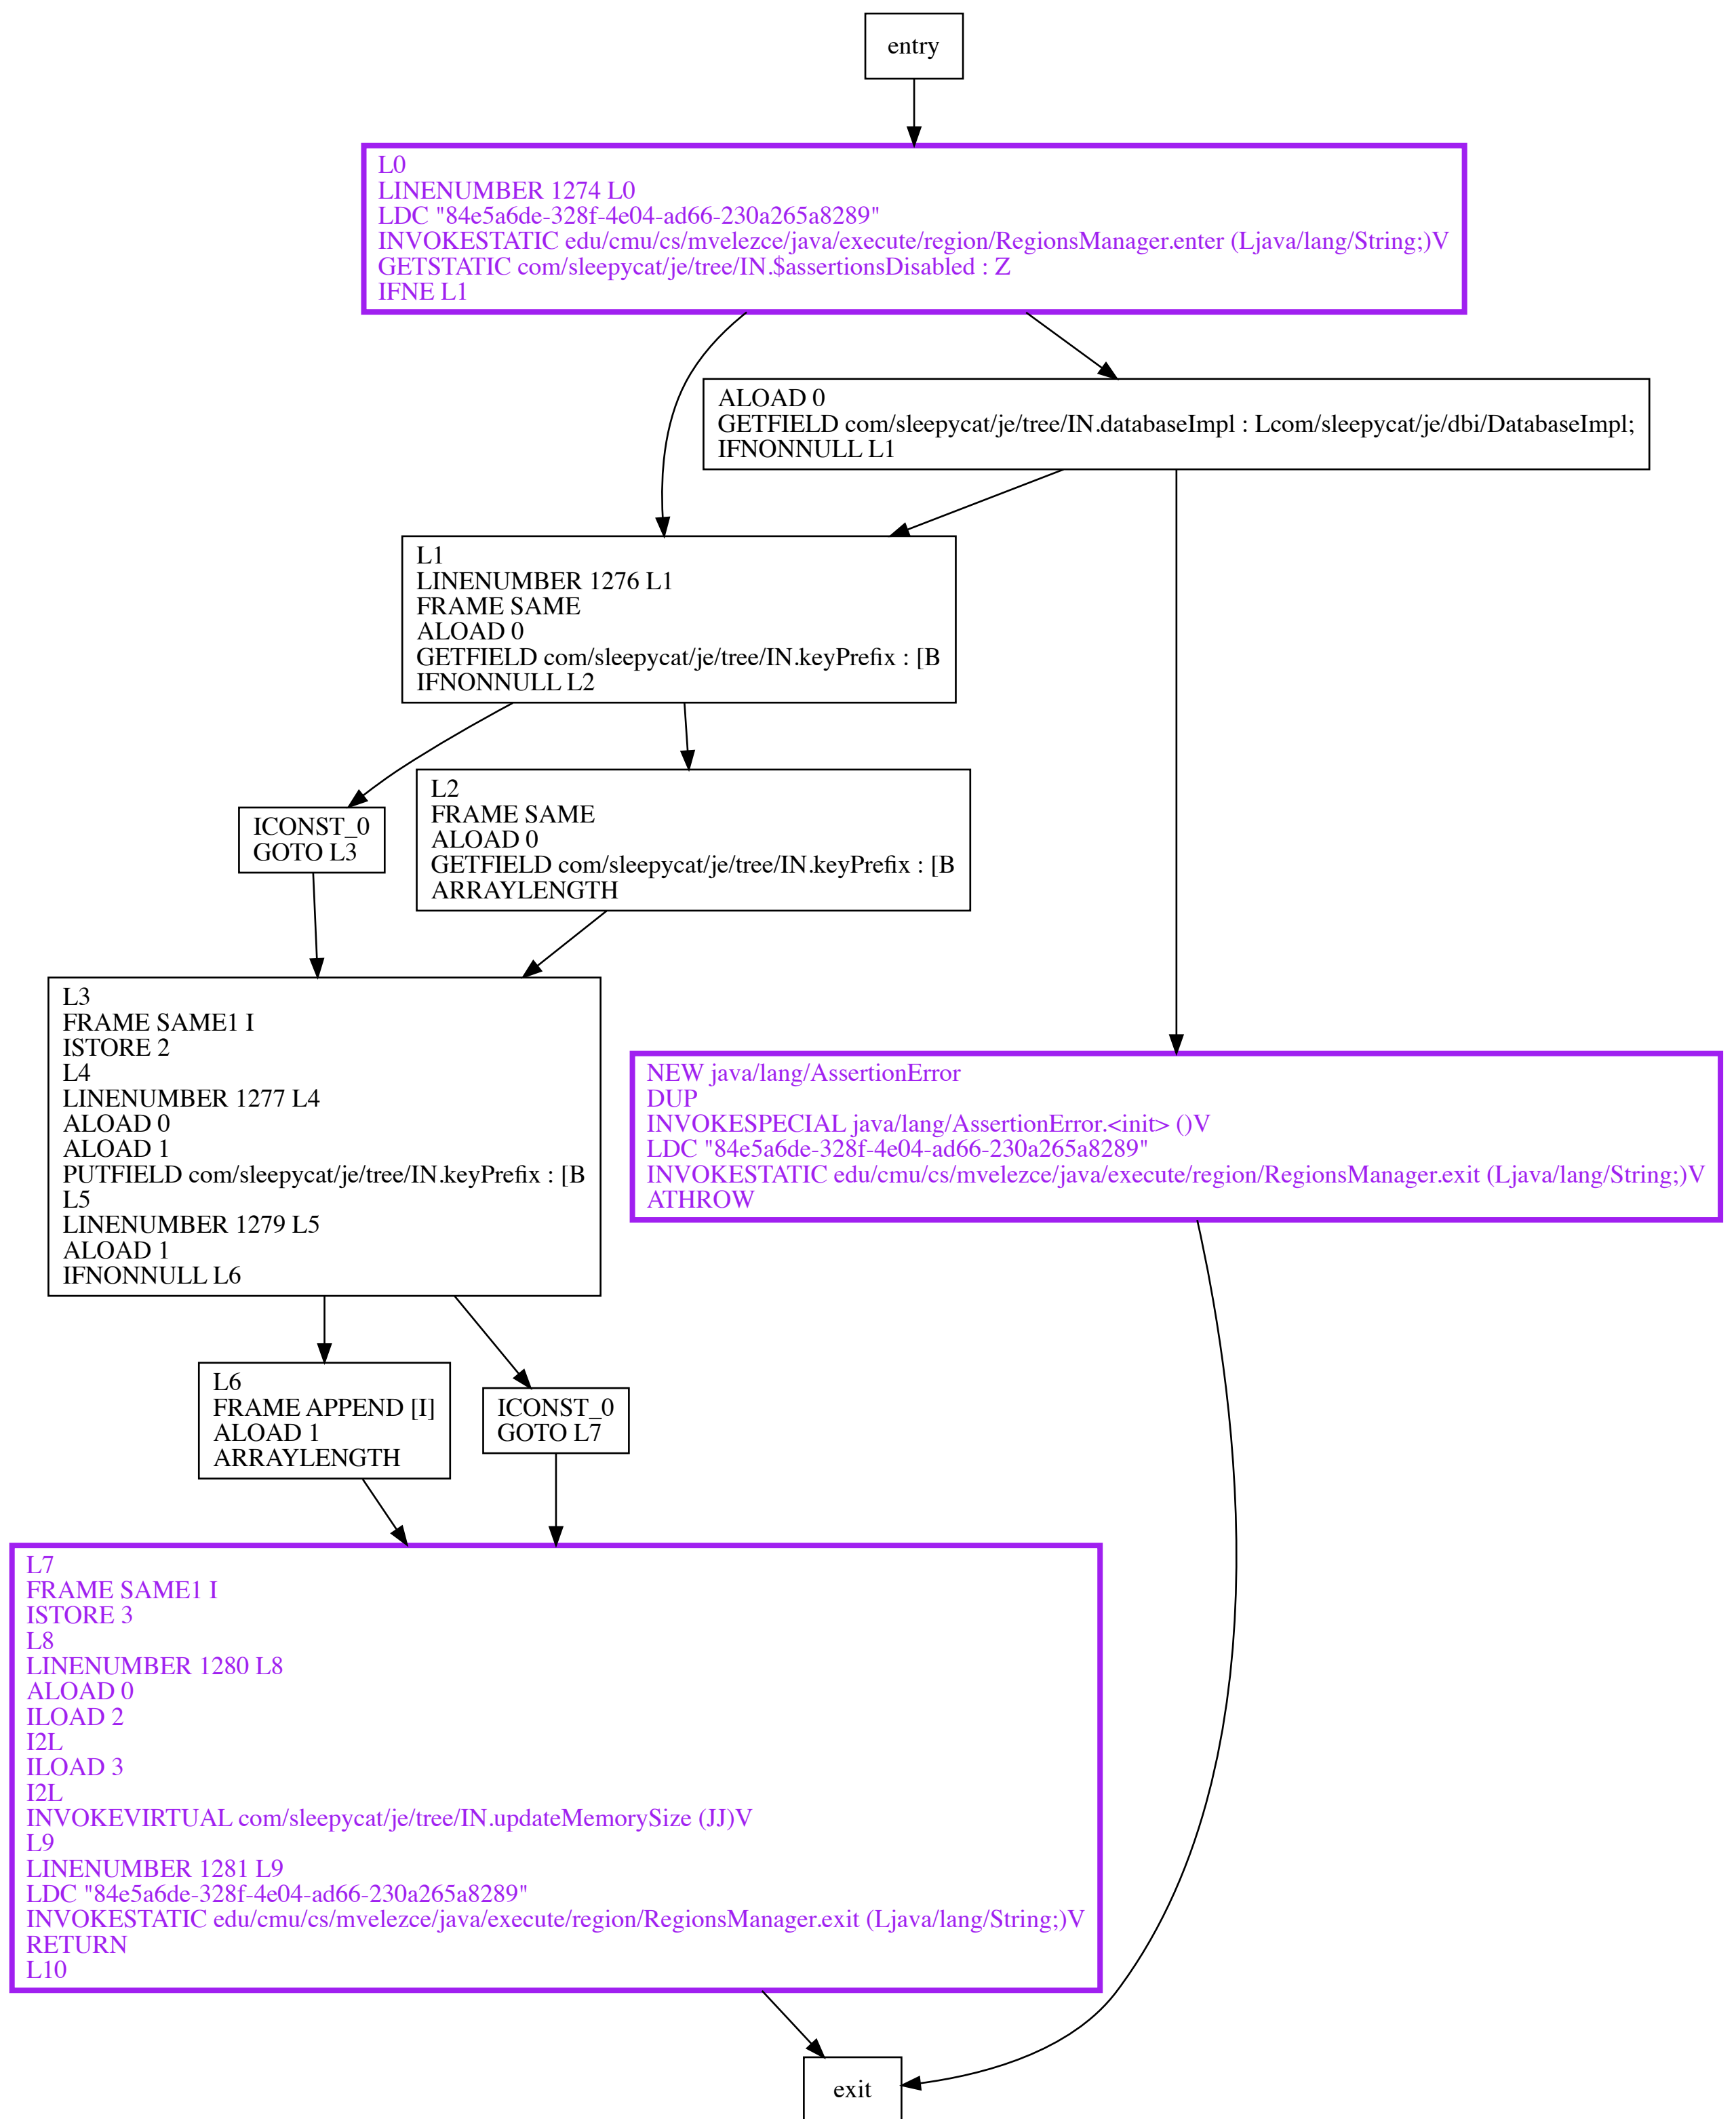 entry
L0
LINENUMBER 1274 L0
LDC "84e5a6de-328f-4e04-ad66-230a265a8289"
INVOKESTATIC edu/cmu/cs/mvelezce/java/execute/region/RegionsManager.enter (Ljava/lang/String;)V
GETSTATIC com/sleepycat/je/tree/IN.$assertionsDisabled : Z
IFNE L1
ALOAD 0
GETFIELD com/sleepycat/je/tree/IN.databaseImpl : Lcom/sleepycat/je/dbi/DatabaseImpl;
IFNONNULL L1
L1
LINENUMBER 1276 L1
FRAME SAME
ALOAD 0
GETFIELD com/sleepycat/je/tree/IN.keyPrefix : [B
IFNONNULL L2
ICONST_0
GOTO L3
L2
FRAME SAME
ALOAD 0
GETFIELD com/sleepycat/je/tree/IN.keyPrefix : [B
ARRAYLENGTH
L3
FRAME SAME1 I
ISTORE 2
L4
LINENUMBER 1277 L4
ALOAD 0
ALOAD 1
PUTFIELD com/sleepycat/je/tree/IN.keyPrefix : [B
L5
LINENUMBER 1279 L5
ALOAD 1
IFNONNULL L6
NEW java/lang/AssertionError
DUP
INVOKESPECIAL java/lang/AssertionError.<init> ()V
LDC "84e5a6de-328f-4e04-ad66-230a265a8289"
INVOKESTATIC edu/cmu/cs/mvelezce/java/execute/region/RegionsManager.exit (Ljava/lang/String;)V
ATHROW
L6
FRAME APPEND [I]
ALOAD 1
ARRAYLENGTH
ICONST_0
GOTO L7
L7
FRAME SAME1 I
ISTORE 3
L8
LINENUMBER 1280 L8
ALOAD 0
ILOAD 2
I2L
ILOAD 3
I2L
INVOKEVIRTUAL com/sleepycat/je/tree/IN.updateMemorySize (JJ)V
L9
LINENUMBER 1281 L9
LDC "84e5a6de-328f-4e04-ad66-230a265a8289"
INVOKESTATIC edu/cmu/cs/mvelezce/java/execute/region/RegionsManager.exit (Ljava/lang/String;)V
RETURN
L10
exit